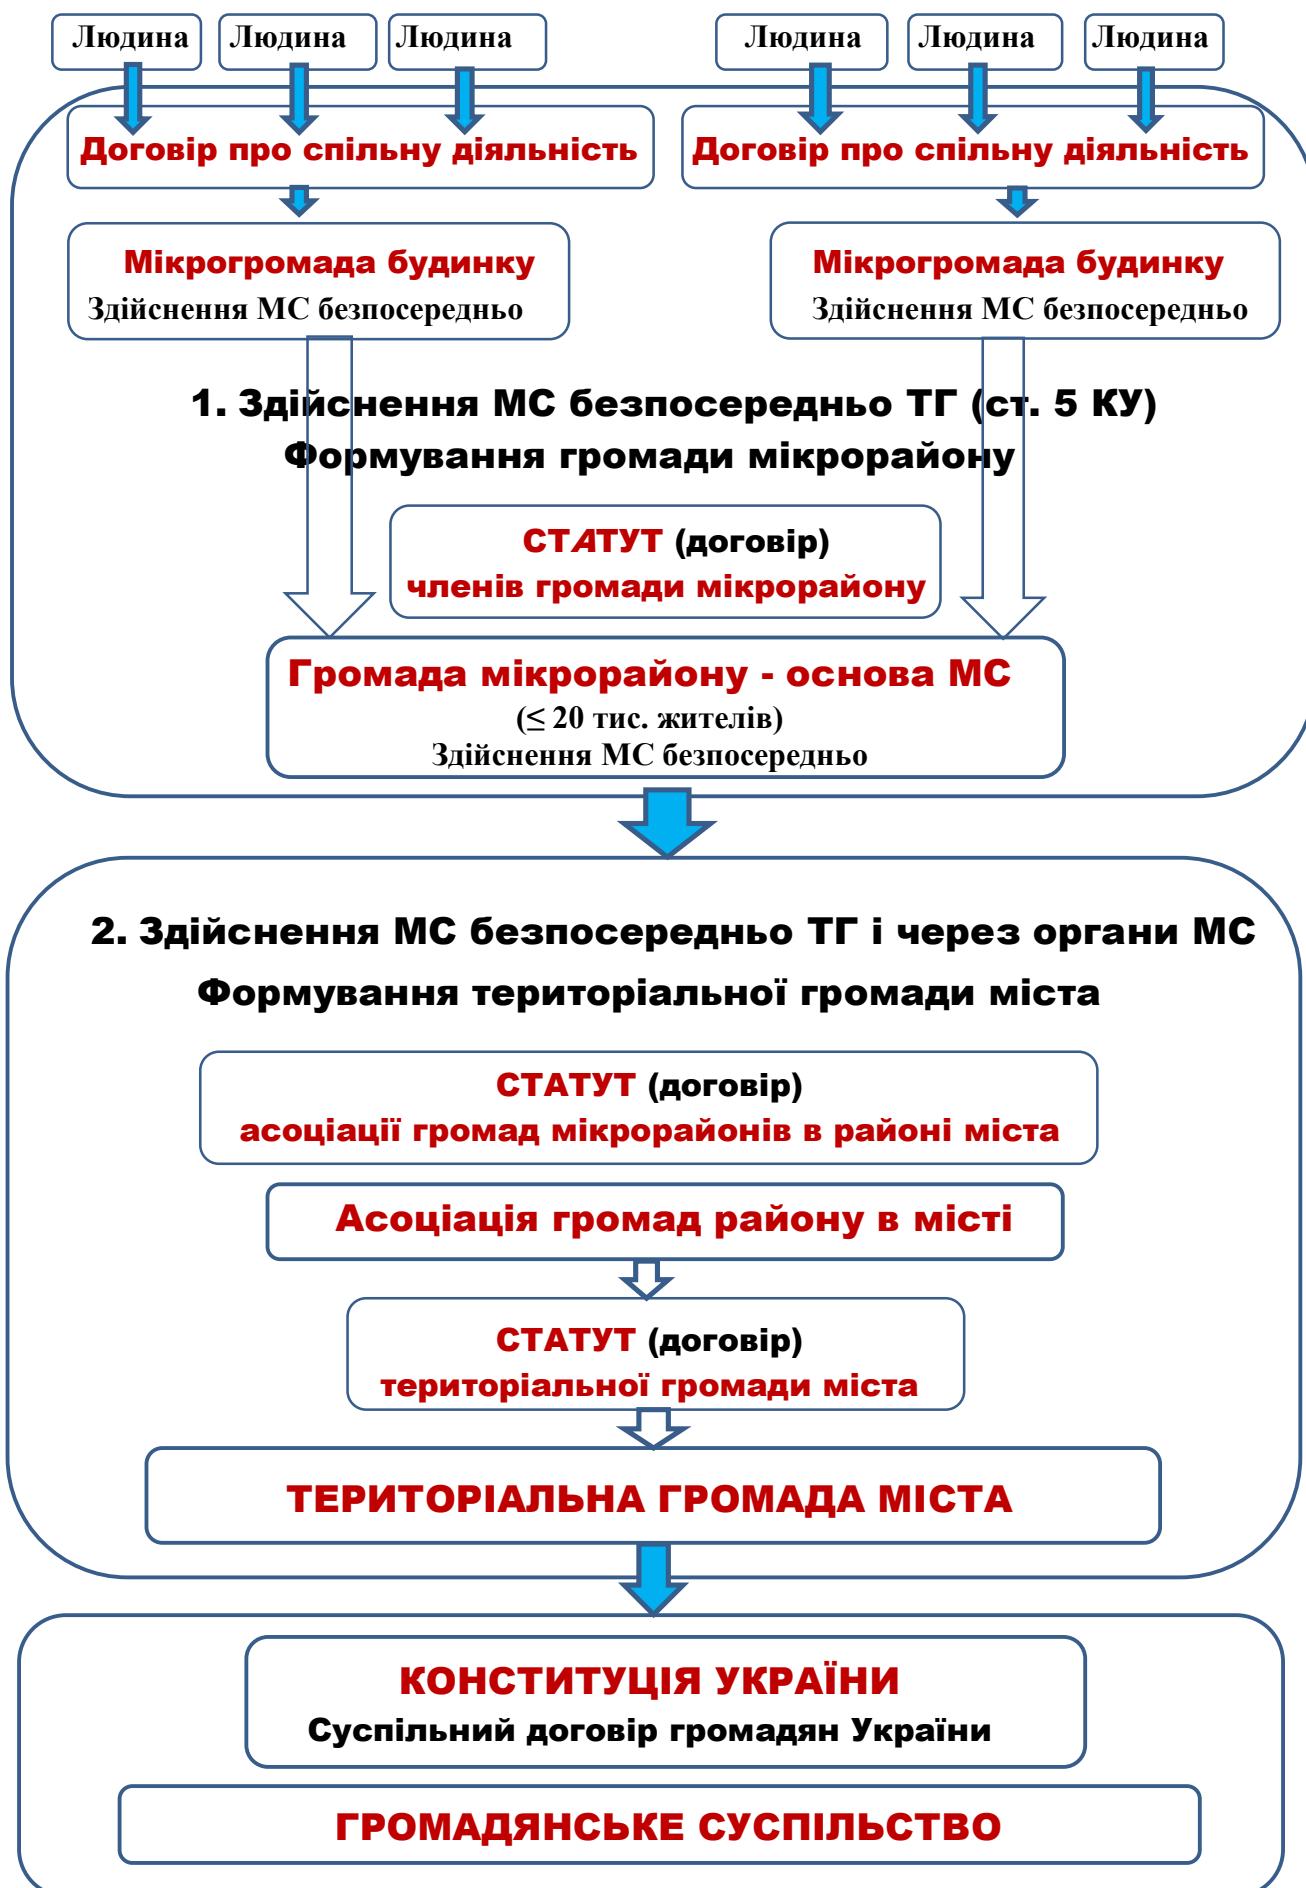 Людина Людина Людина Людина Людина Людина
Договір про спільну діяльність Договір про спільну діяльність
Мікрогромада будинку
Здійснення МС безпосередньо
Мікрогромада будинку
Здійснення МС безпосередньо
1. Здійснення МС безпосередньо ТГ (ст. 5 КУ)
Формування громади мікрорайону
СТАТУТ (договір)
членів громади мікрорайону
Громада мікрорайону - основа МС
(≤ 20 тис. жителів)
Здійснення МС безпосередньо
2. Здійснення МС безпосередньо ТГ і через органи МС
Формування територіальної громади міста
СТАТУТ (договір)
асоціації громад мікрорайонів в районі міста
Асоціація громад району в місті
СТАТУТ (договір)
територіальної громади міста
ТЕРИТОРІАЛЬНА ГРОМАДА МІСТА
КОНСТИТУЦІЯ УКРАЇНИ
Суспільний договір громадян України
ГРОМАДЯНСЬКЕ СУСПІЛЬСТВО